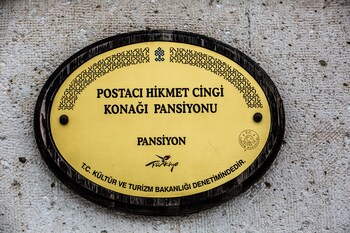 POSTACI HİKMET CİNGİ
KONAĞI PANSİYONU
PANSİYON
Türkiye
T.C. KÜLTÜR VE TURİZM BAKANLIĞI DENETİMİNDEDİR.